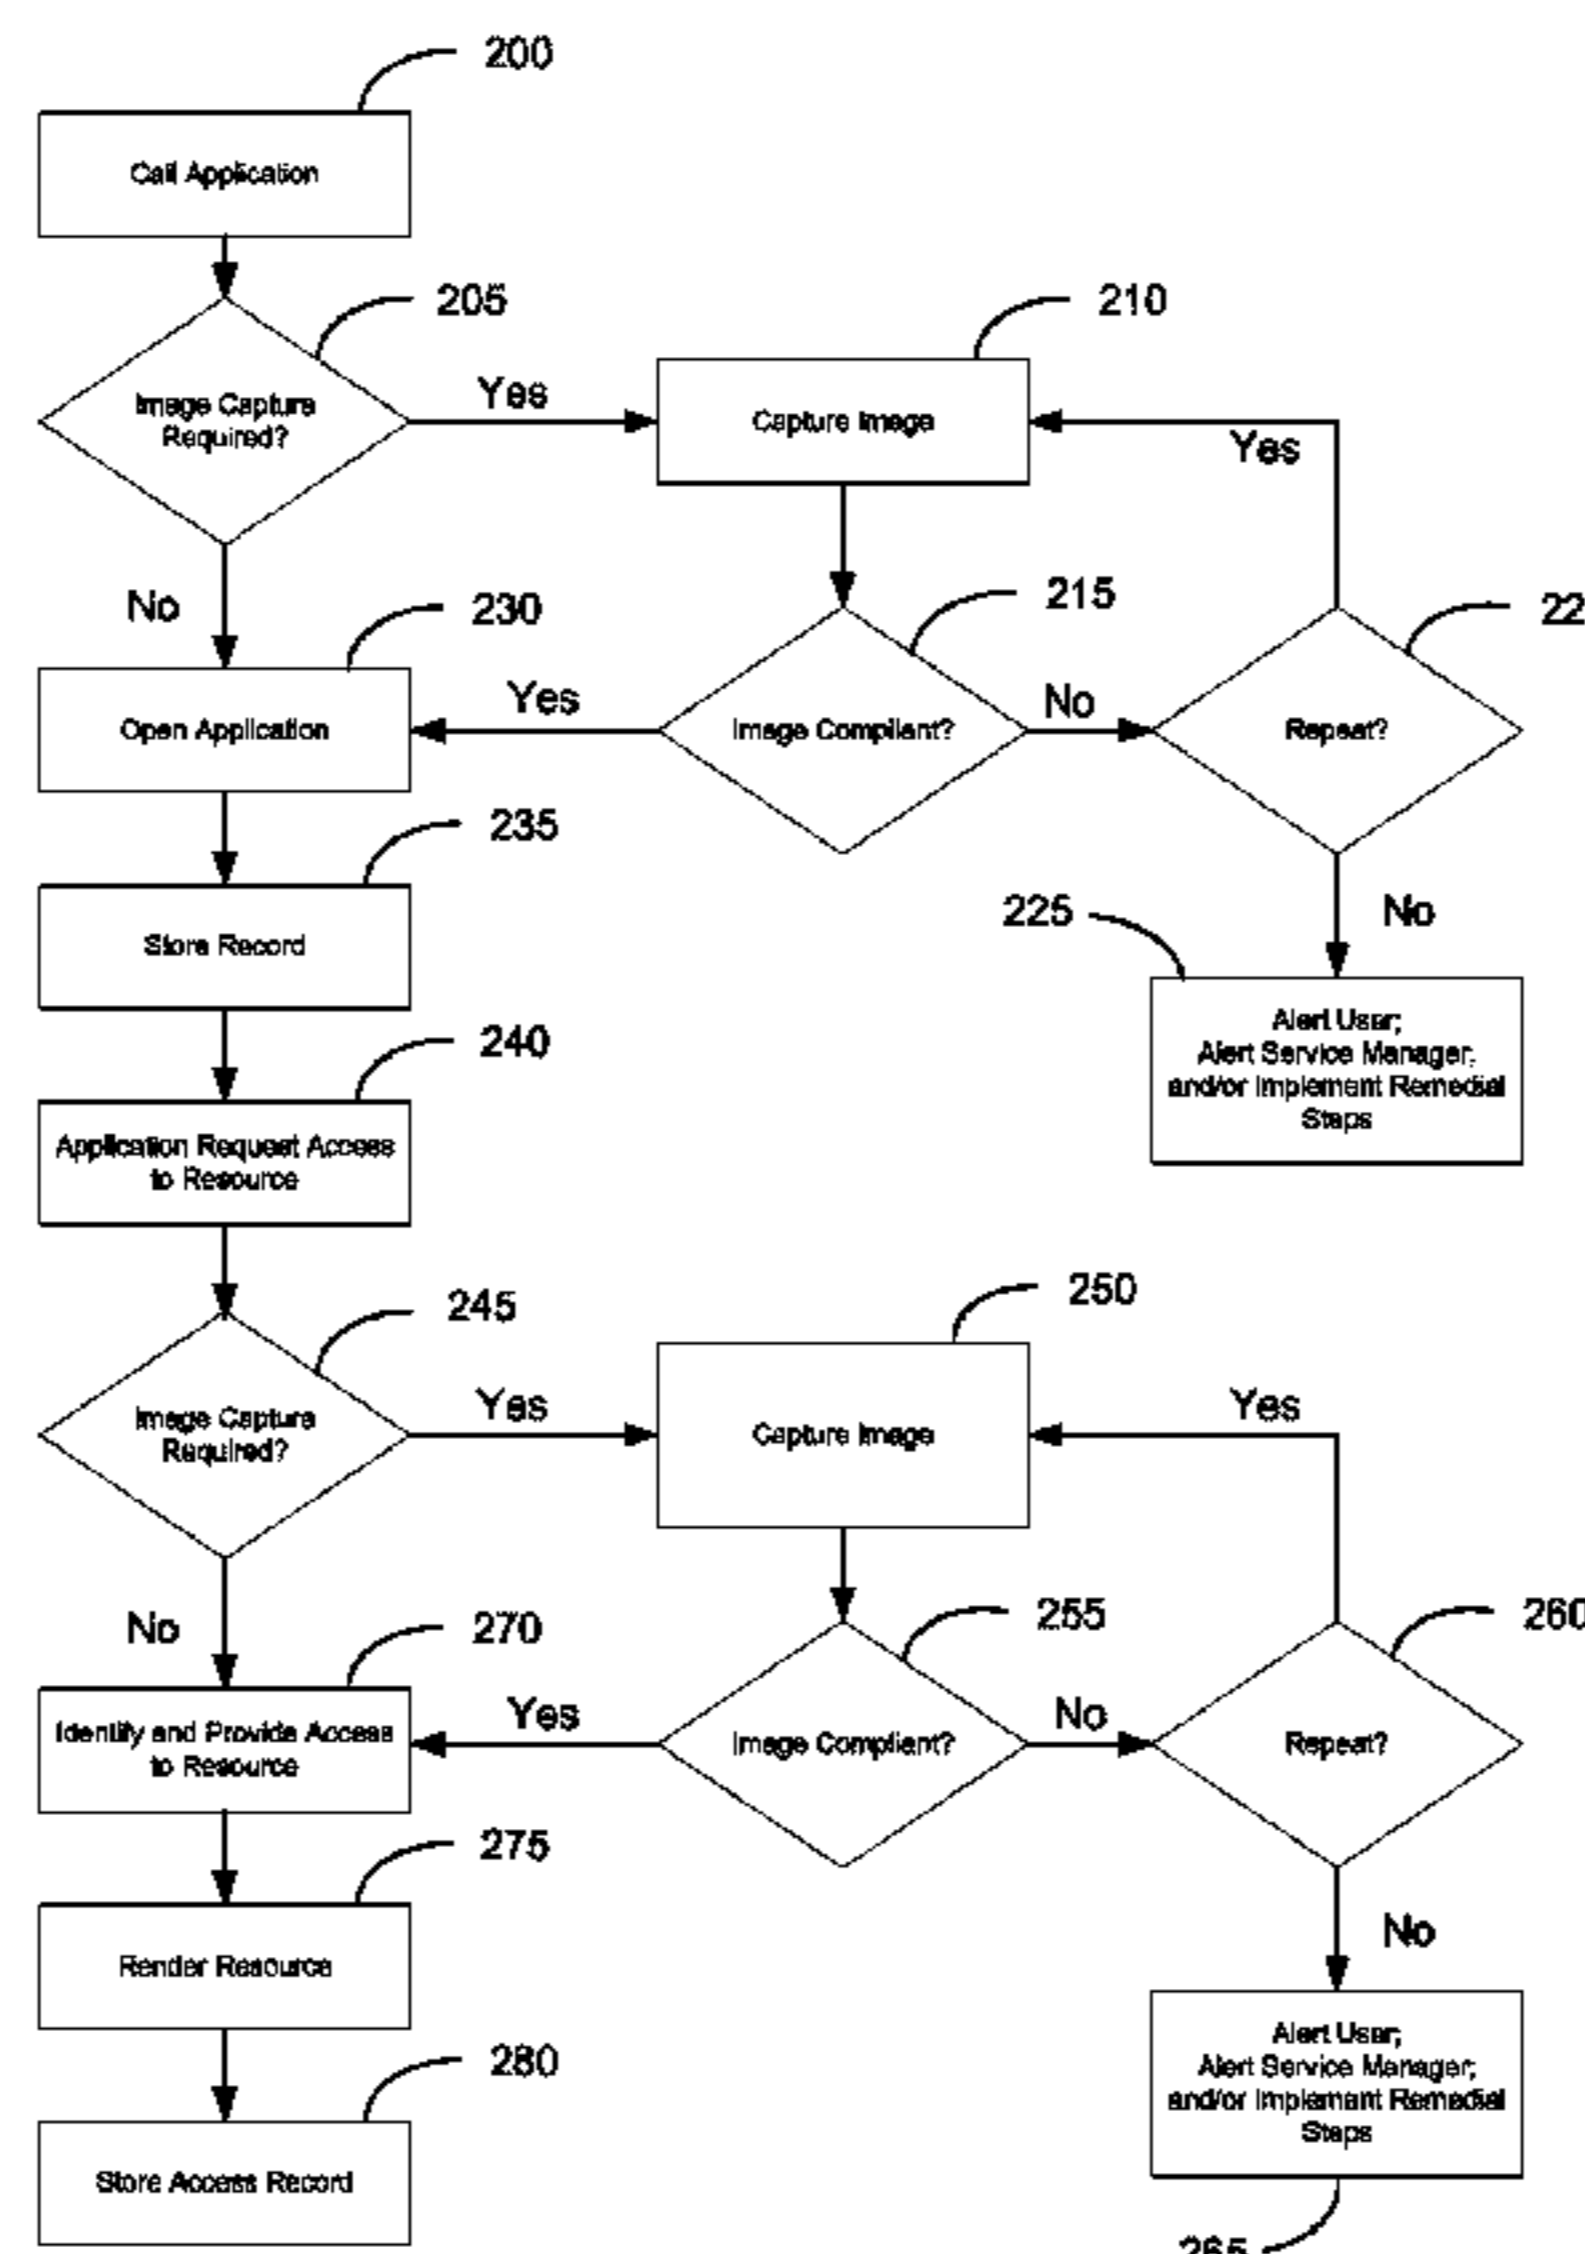 200
Call Application
205
Image Capture
Required?
Yes
210
Capture Image
Yes
No
230
Open Application
Yes
215
Image Compliant?
No
22
Repeat?
235
Store Record
225
No
Alert User;
Alert Service Manager,
and/or Implement Remedial
Steps
240
Application Request Access
to Resource
245
Image Capture
Required?
Yes
250
Capture Image
Yes
No
270
Identify and Provide Access
to Resource
Yes
255
Image Compliant?
No
260
Repeat?
275
Render Resource
No
Alert User;
Alert Service Manager;
and/or Implement Remedial
Steps
280
Store Access Record
265